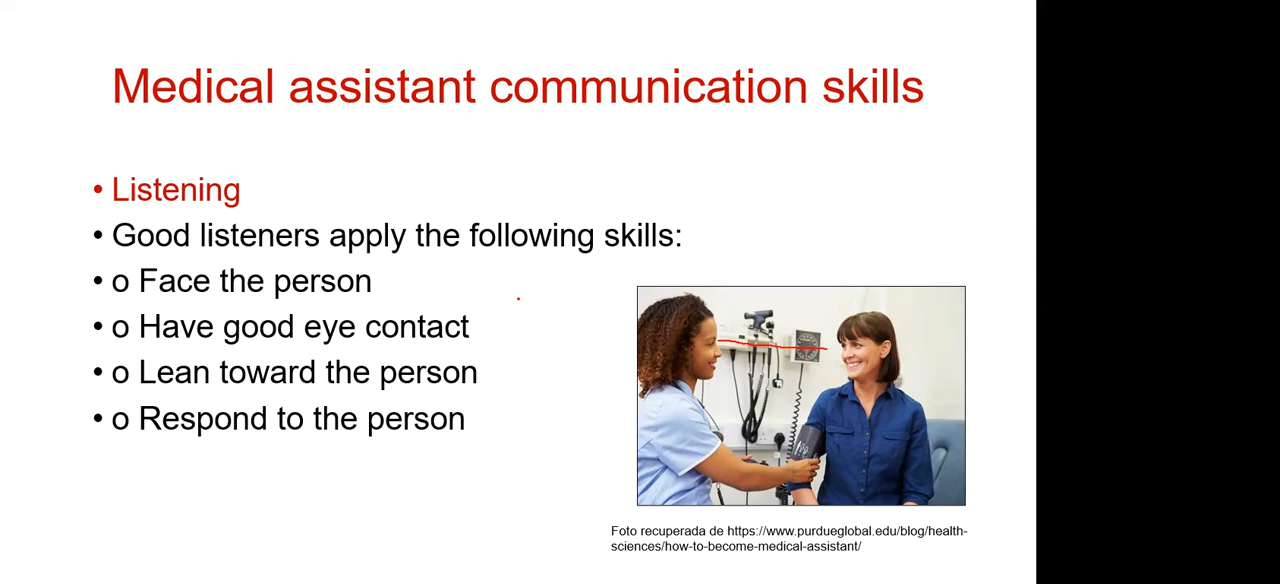 Medical assistant communication skills
• Listening
• Good listeners apply the following skills:
• o Face the person
• o Have good eye contact
• o Lean toward the person
• o Respond to the person
Foto recuperada de https://www.purdueglobal.edu/blog/health-
sciences/how-to-become-medical-assistant/